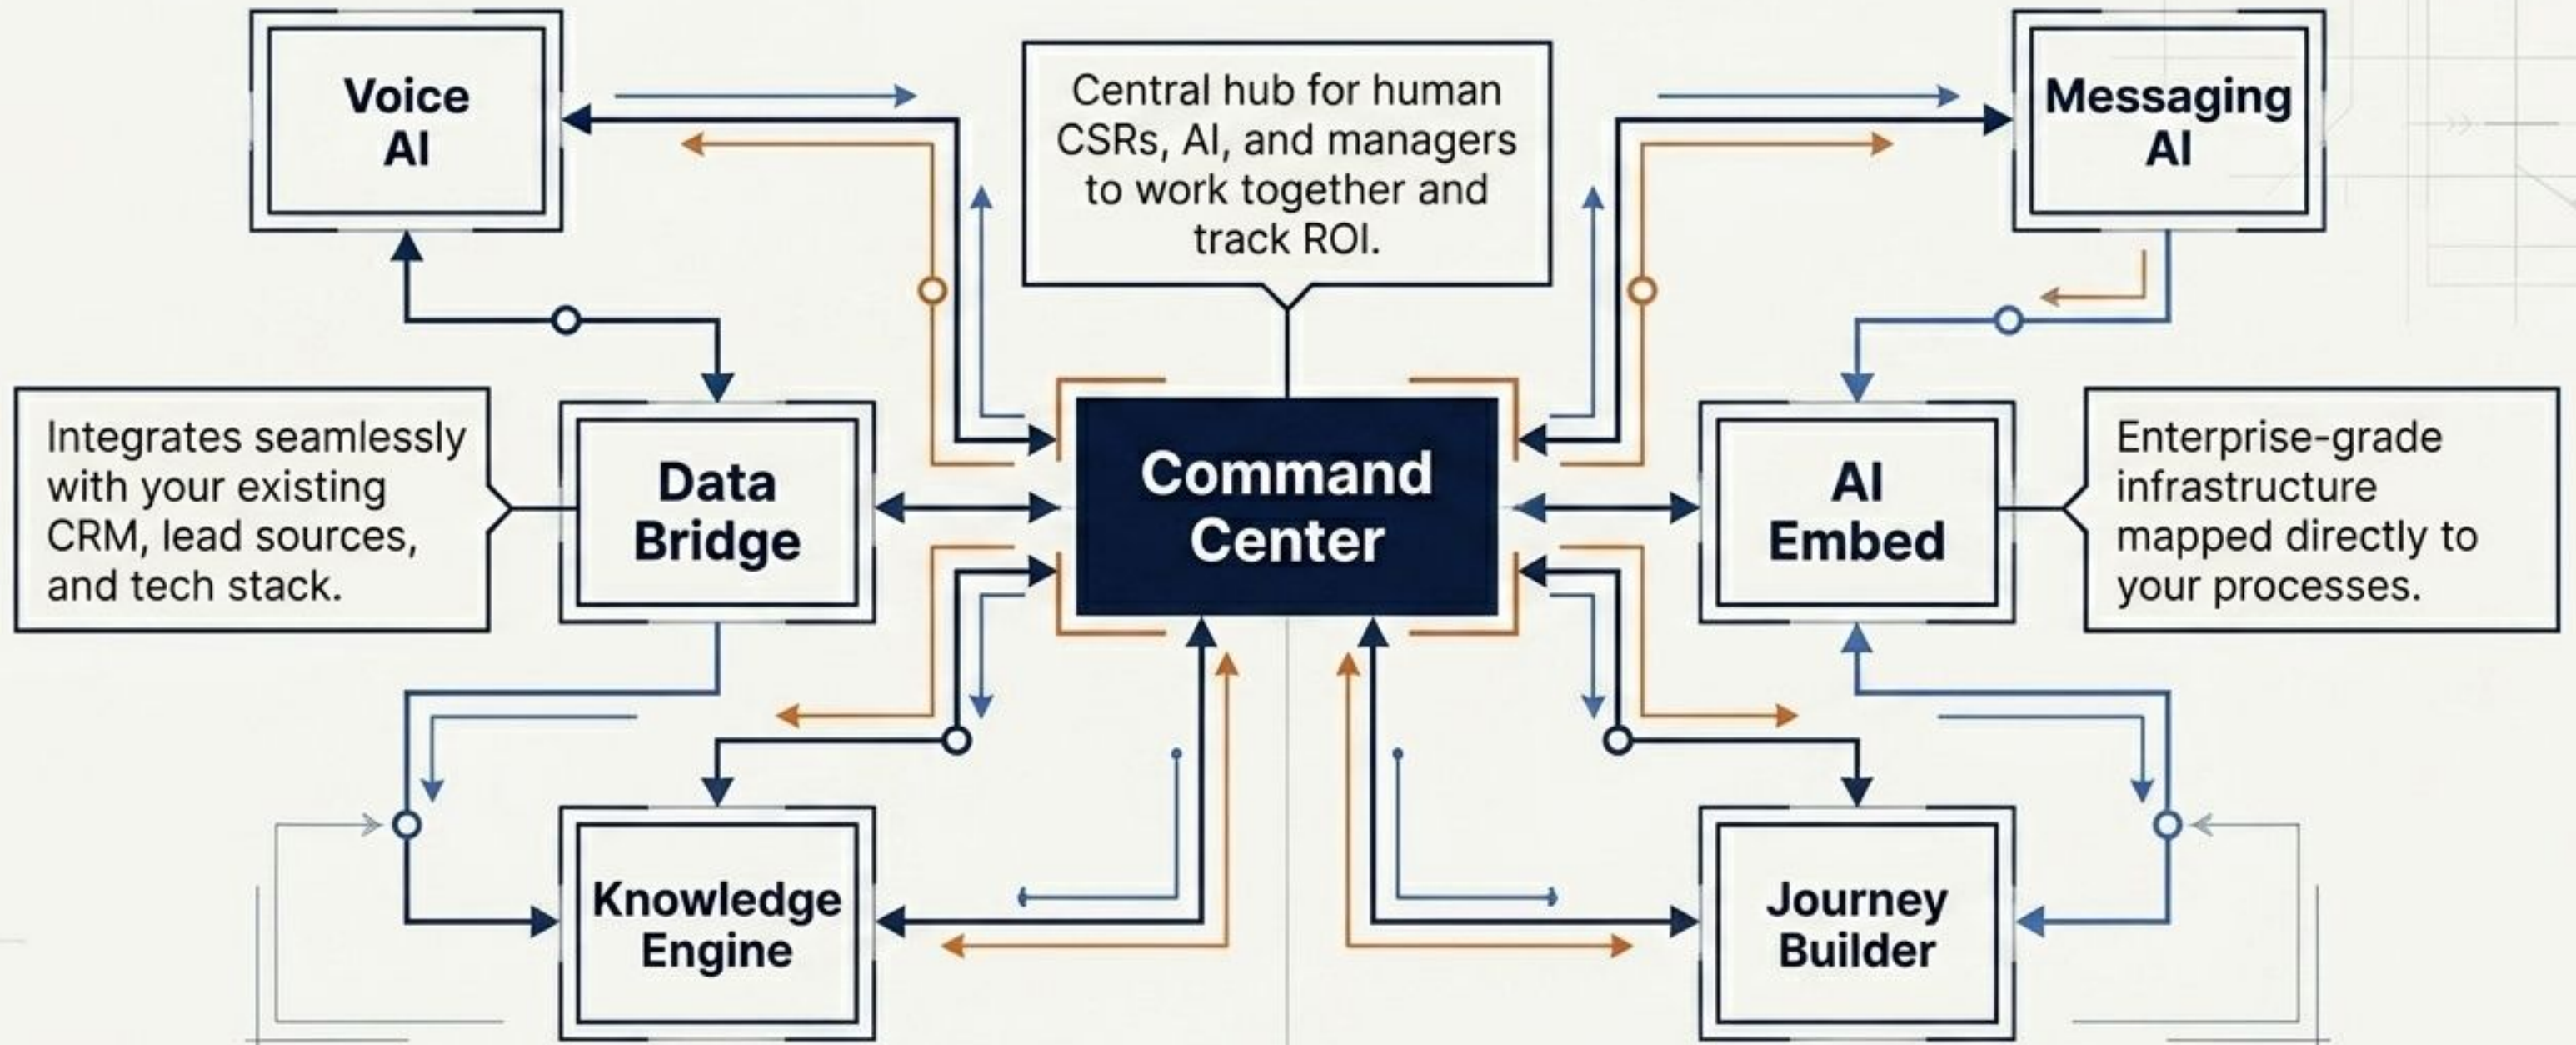 Voice
AI
Central hub for human
CSRs, AI, and managers
to work together and
track ROI.
Messaging
AI
Integrates seamlessly
with your existing
CRM, lead sources,
and tech stack.
Data
Bridge
Command
Center
AI
Embed
Enterprise-grade
infrastructure
mapped directly to
your processes.
Knowledge
Engine
Journey
Builder